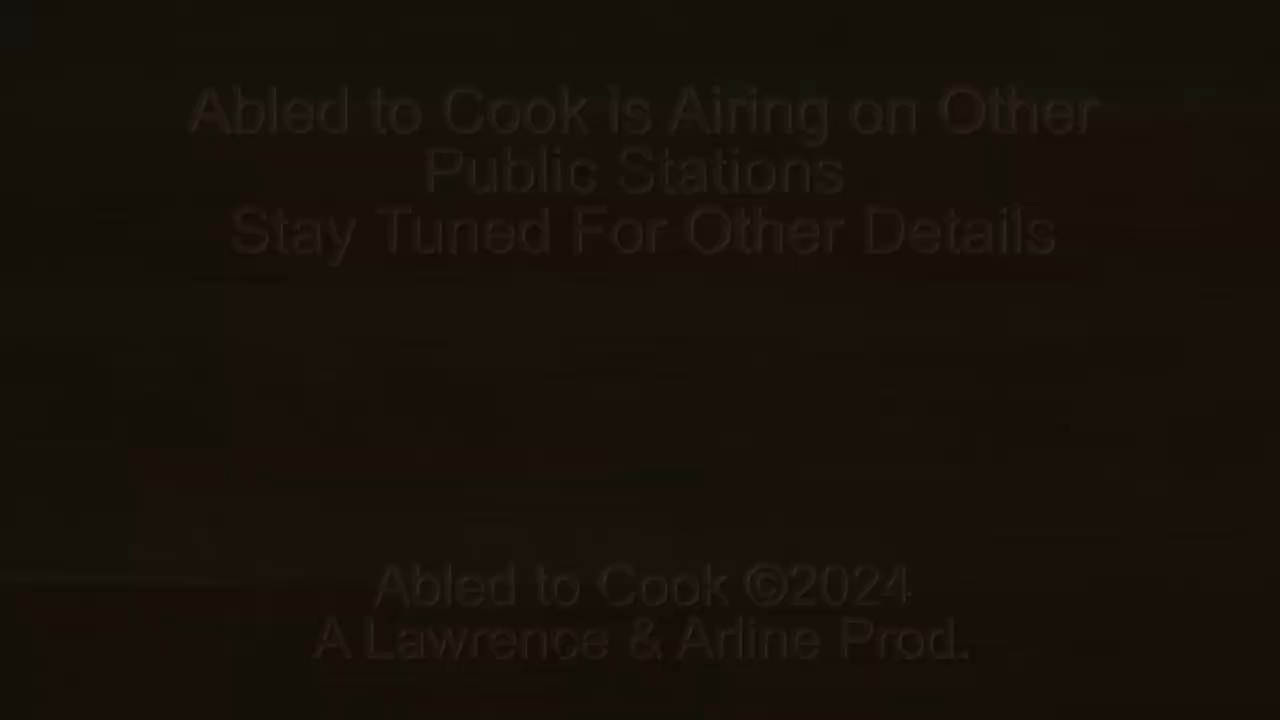 Abled to Cook is Airing on Other
Public Stations
Stay Tuned For Other Details
Abled to Cook ©2024
A Lawrence & Arline Prod.